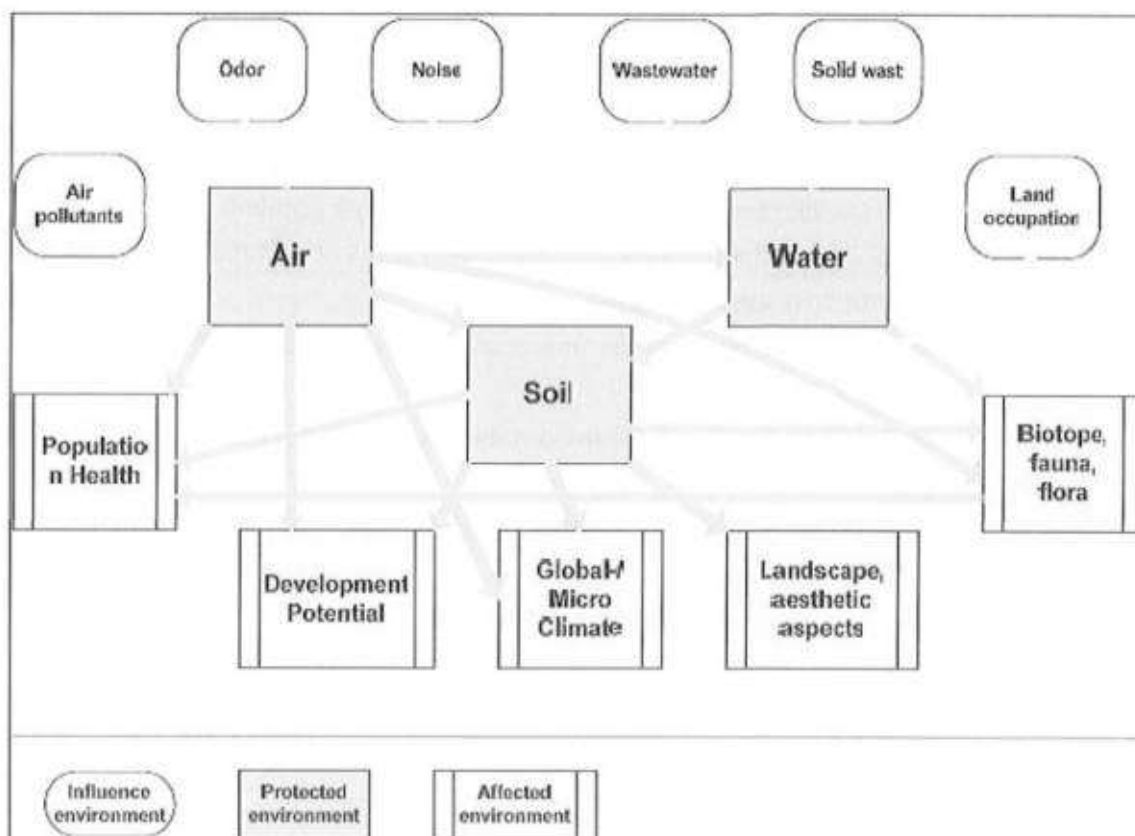 Odor
Noise
Wastewater
Solid wast
Air
pollutants
Land
occupation
Air
Water
Soil
Populatio
n Health
Biotope,
fauna,
flora
Development
Potential
Global-/
Micro
Climate
Landscape,
aesthetic
aspects
Influence
environment
Protected
environment
Affected
environment